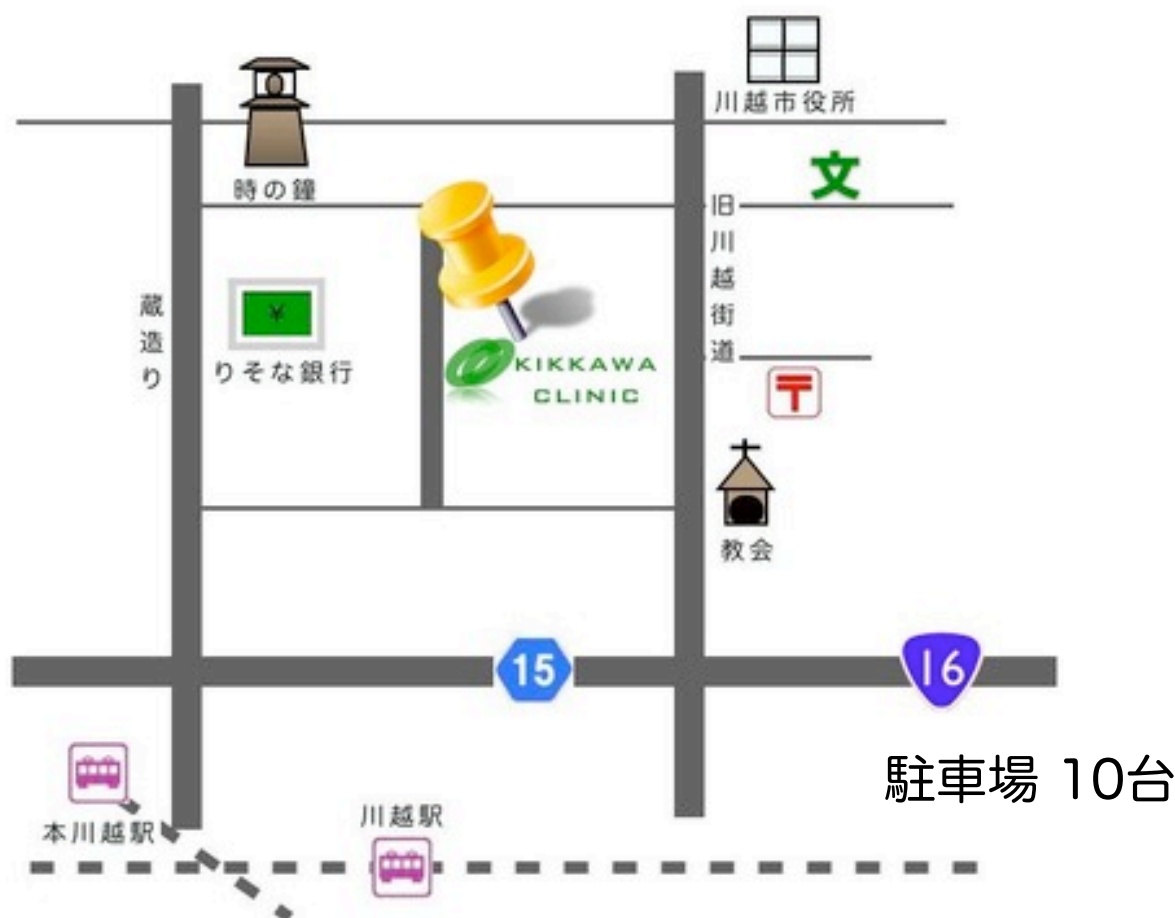 川越市役所
時の鐘
文
旧川越街道
蔵造り
¥
りそな銀行
KIKKAWA
CLINIC
〒
教会
15
16
駐車場 10台
本川越駅
川越駅